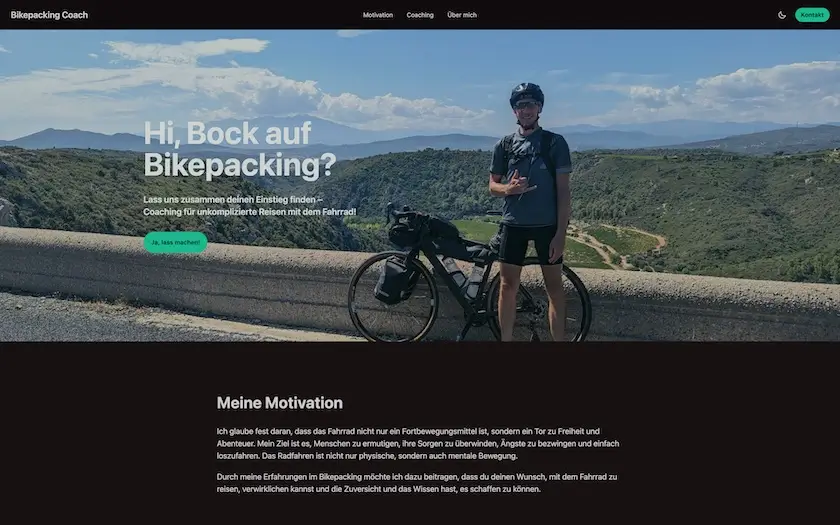 Bikepacking Coach
Motivation
Coaching
Über mich
Kontakt
Hi, Bock auf
Bikepacking?
Lass uns zusammen deinen Einstieg finden –
Coaching für unkomplizierte Reisen mit dem Fahrrad!
Ja, lass machen!
Meine Motivation
Ich glaube fest daran, dass das Fahrrad nicht nur ein Fortbewegungsmittel ist, sondern ein Tor zu Freiheit und
Abenteuer. Mein Ziel ist es, Menschen zu ermutigen, ihre Sorgen zu überwinden, Ängste zu bezwingen und einfach
loszufahren. Das Radfahren ist nicht nur physische, sondern auch mentale Bewegung.
Durch meine Erfahrungen im Bikepacking möchte ich dazu beitragen, dass du deinen Wunsch, mit dem Fahrrad zu
reisen, verwirklichen kannst und die Zuversicht und das Wissen hast, es schaffen zu können.